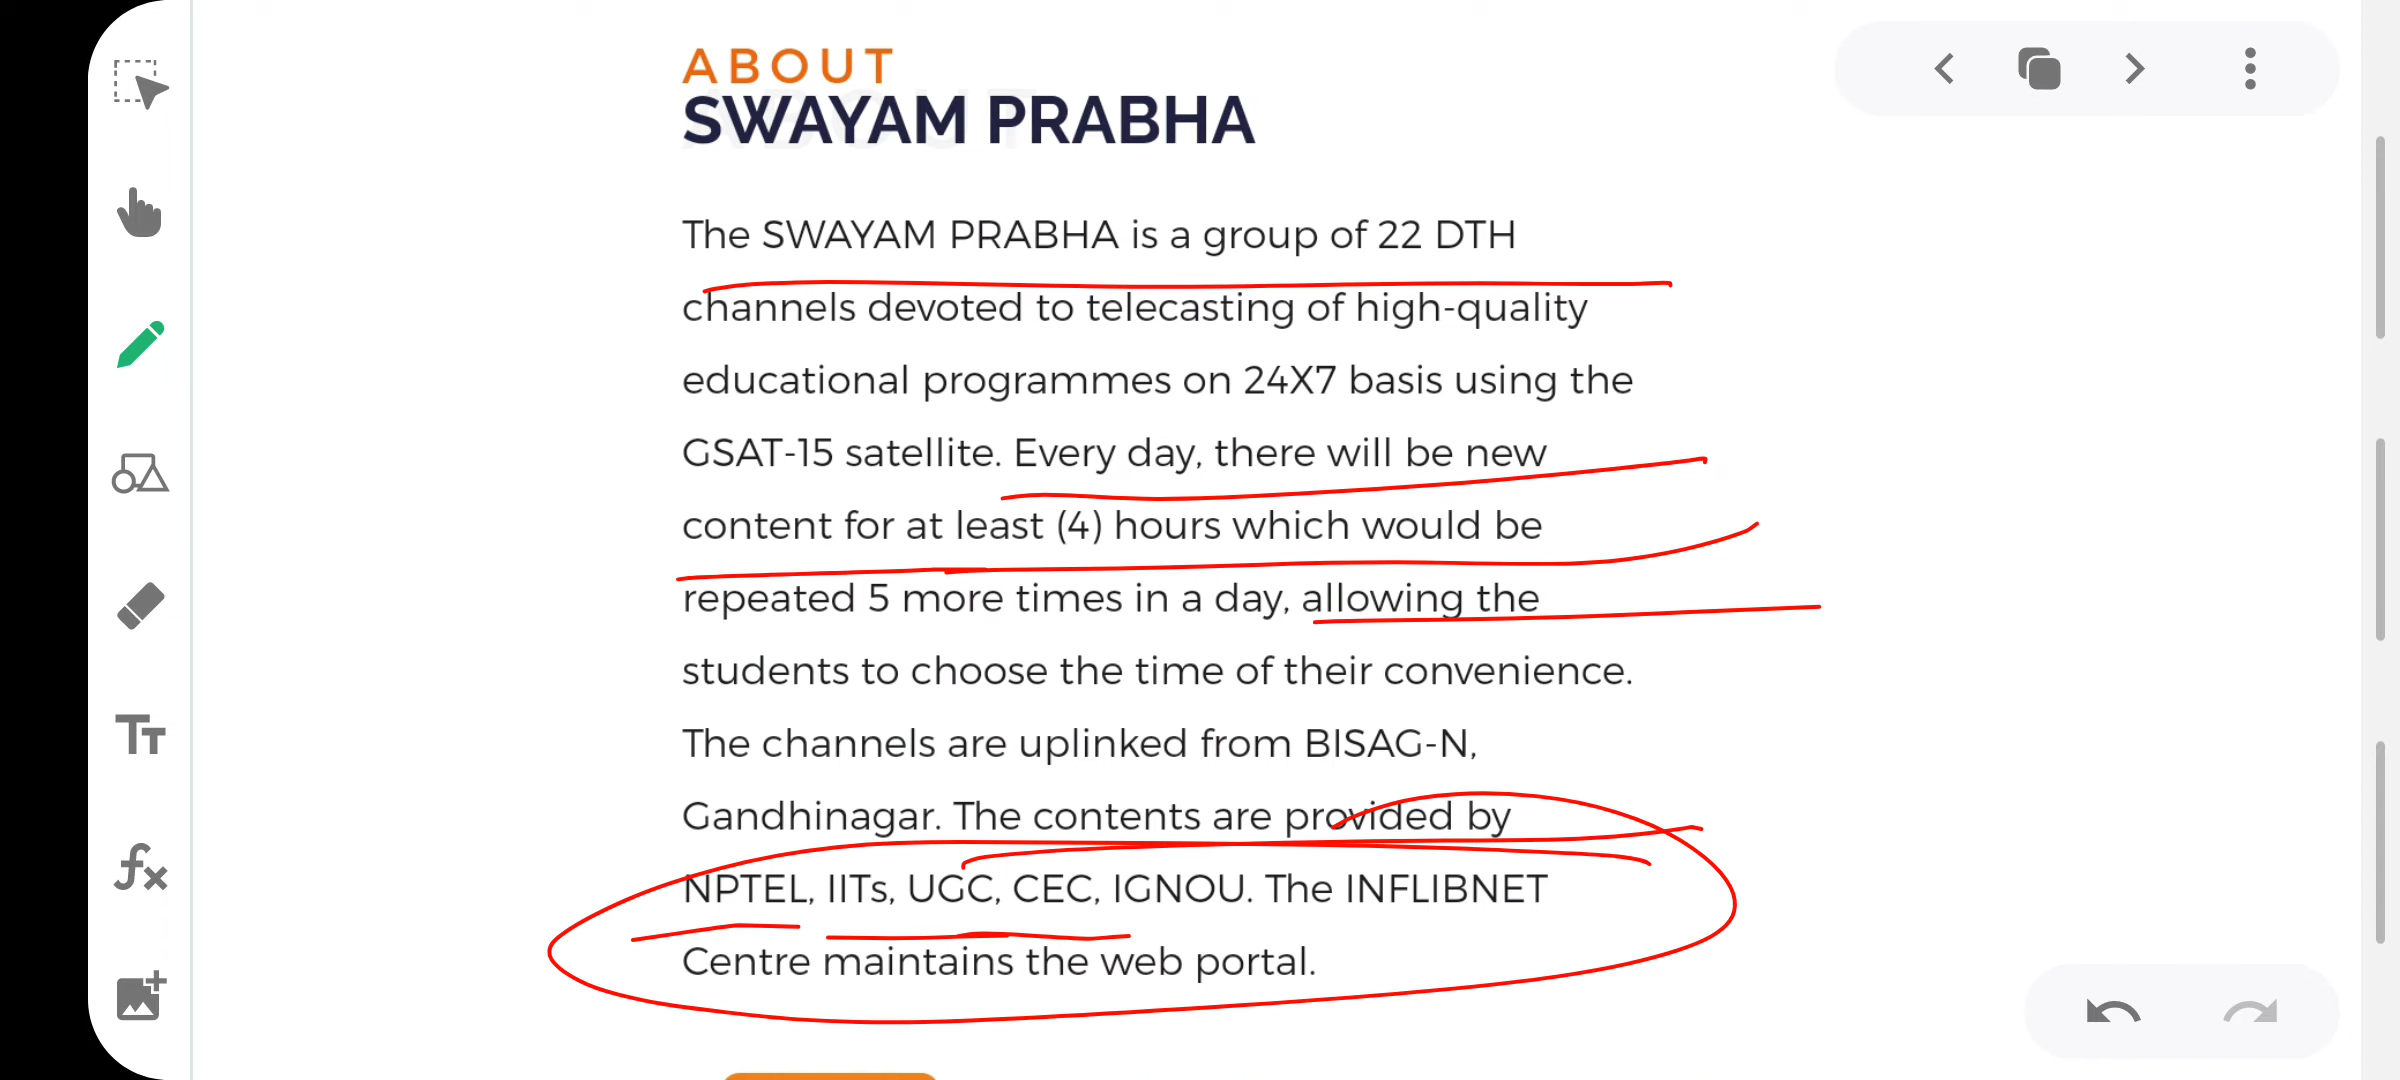 ABOUT
SWAYAM PRABHA
The SWAYAM PRABHA is a group of 22 DTH
channels devoted to telecasting of high-quality
educational programmes on 24X7 basis using the
GSAT-15 satellite. Every day, there will be new
content for at least (4) hours which would be
repeated 5 more times in a day, allowing the
students to choose the time of their convenience.
The channels are uplinked from BISAG-N,
Gandhinagar. The contents are provided by
NPTEL, IITs, UGC, CEC, IGNOU. The INFLIBNET
Centre maintains the web portal.